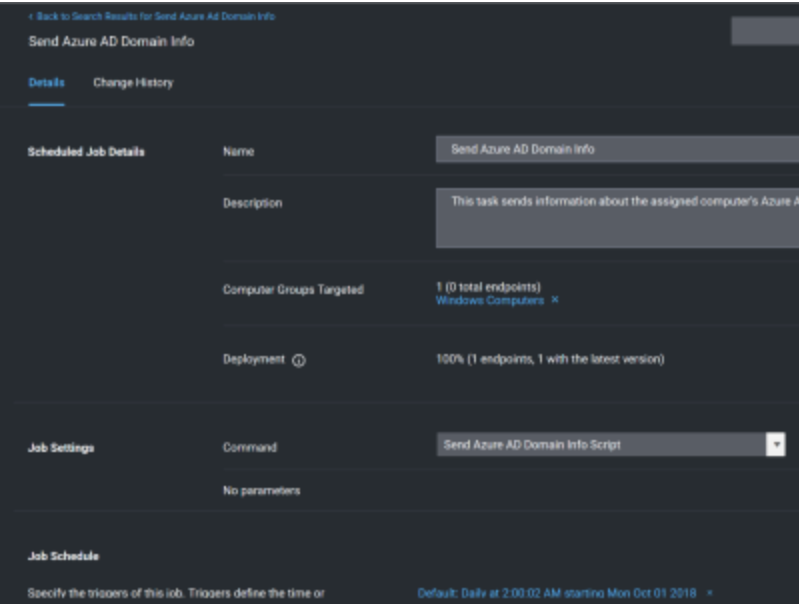 ‹ Back to Search Results for Send Azure Ad Domain Info
Send Azure AD Domain Info
Details Change History
Scheduled Job Details Name Send Azure AD Domain Info
Description This task sends information about the assigned computer's Azure A
Computer Groups Targeted 1 (0 total endpoints)
Windows Computers ×
Deployment 100% (1 endpoints, 1 with the latest version)
Job Settings Command Send Azure AD Domain Info Script
No parameters
Job Schedule
Specify the triggers of this job. Triggers define the time or Default: Daily at 2:00:02 AM starting Mon Oct 01 2018 ×